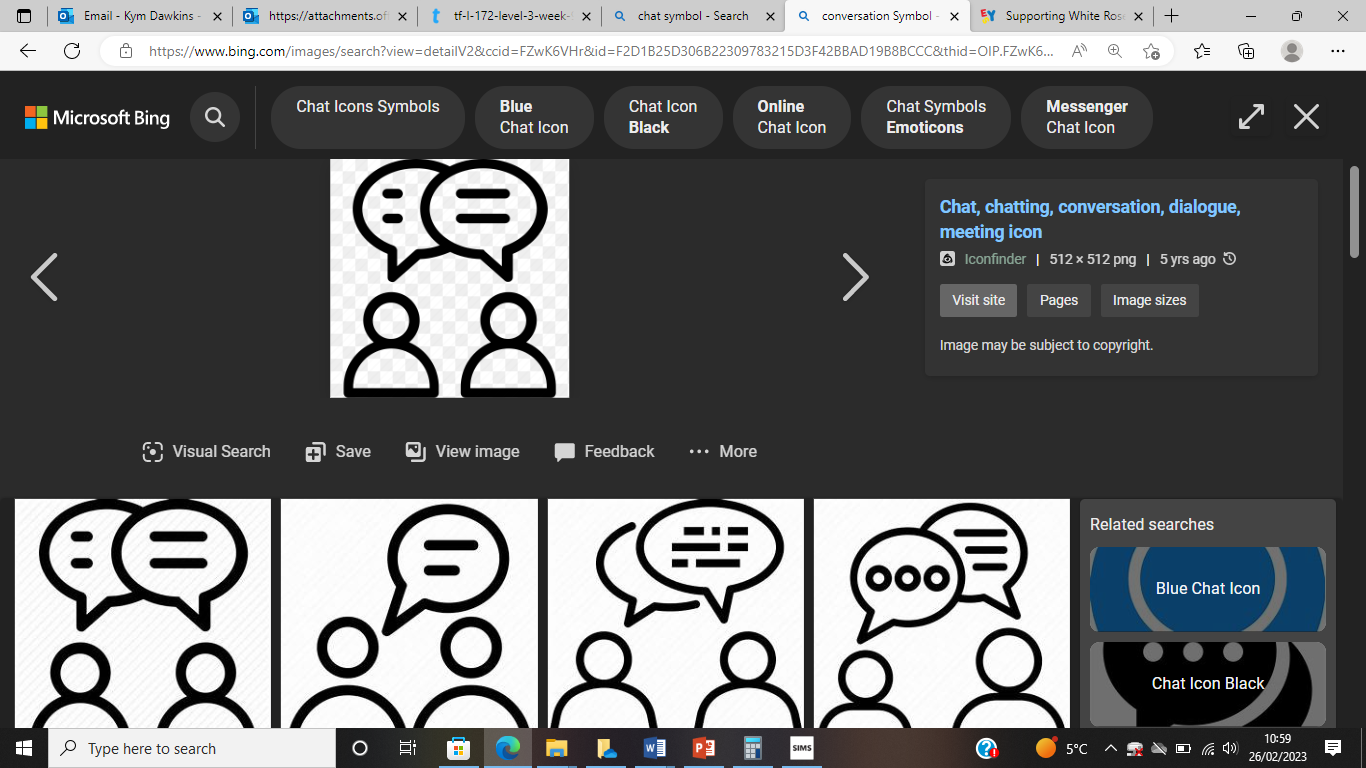 Email - Kym Dawkins -
https://attachments.of
tf-l-172-level-3-week-
chat symbol - Search
conversation Symbol -
Supporting White Rose
https://www.bing.com/images/search?view=detailV2&ccid=FZwK6VHr&id=F2D1B25D306B22309783215D3F42BBAD19B8BCCC&thid=OIP.FZwK6...
Microsoft Bing
Chat Icons Symbols
Blue
Chat Icon
Chat Icon
Black
Online
Chat Icon
Chat Symbols
Emoticons
Messenger
Chat Icon
Chat, chatting, conversation, dialogue,
meeting icon
Iconfinder | 512 × 512 png | 5 yrs ago
Visit site
Pages
Image sizes
Image may be subject to copyright.
Visual Search
Save
View image
Feedback
More
Related searches
Blue Chat Icon
Chat Icon Black
Type here to search
SIMS
5°C
10:59
26/02/2023